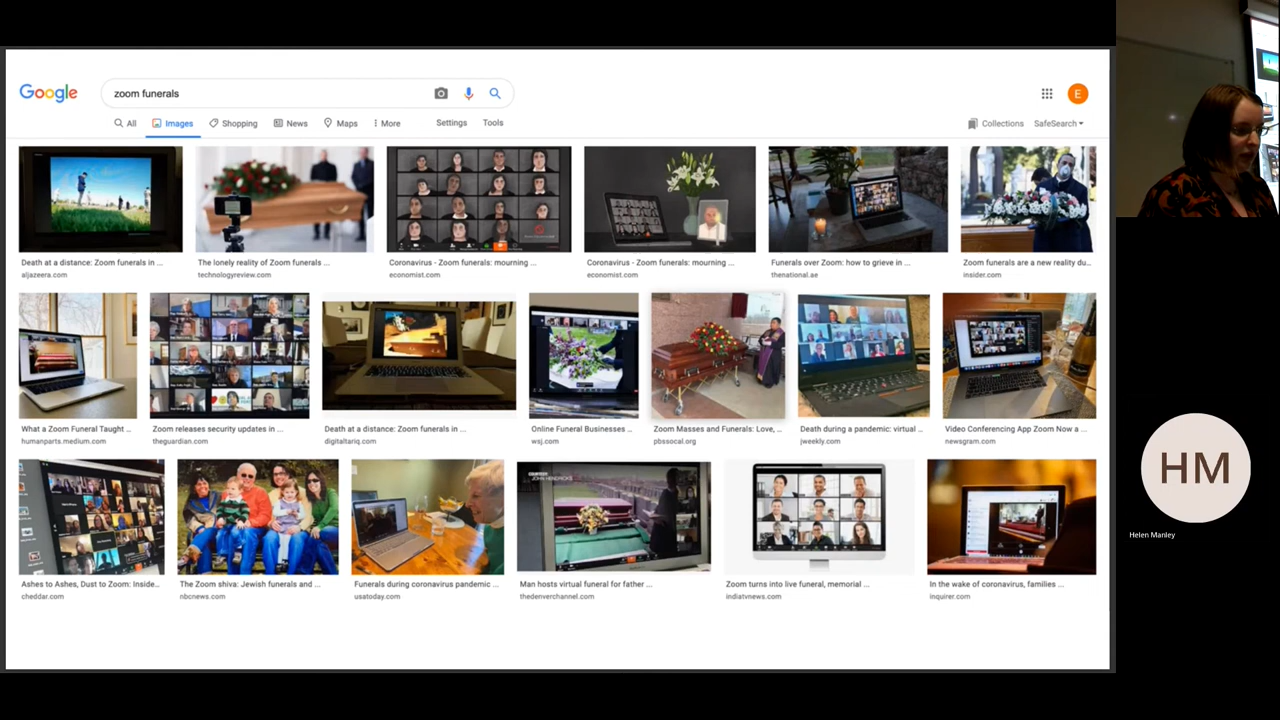 Google
zoom funerals
E
All
Images
Shopping
News
Maps
More
Settings
Tools
Collections
SafeSearch
Death at a distance: Zoom funerals in ...
aljazeera.com
The lonely reality of Zoom funerals ...
technologyreview.com
Coronavirus - Zoom funerals: mourning ...
economist.com
Coronavirus - Zoom funerals: mourning ...
economist.com
Funerals over Zoom: how to grieve in ...
thenational.ae
Zoom funerals are a new reality du...
insider.com
What a Zoom Funeral Taught ...
humanparts.medium.com
Zoom releases security updates in ...
theguardian.com
Death at a distance: Zoom funerals in ...
digitaltariq.com
Online Funeral Businesses ...
wsj.com
Zoom Masses and Funerals: Love, ...
pbssocal.org
Death during a pandemic: virtual ...
jweekly.com
Video Conferencing App Zoom Now a ...
newsgram.com
JOHN HENDRICKS
Ashes to Ashes, Dust to Zoom: Inside...
cheddar.com
The Zoom shiva: Jewish funerals and ...
nbcnews.com
Funerals during coronavirus pandemic ...
usatoday.com
Man hosts virtual funeral for father ...
thedenverchannel.com
Zoom turns into live funeral, memorial ...
indiatvnews.com
In the wake of coronavirus, families ...
inquirer.com
HM
Helen Manley